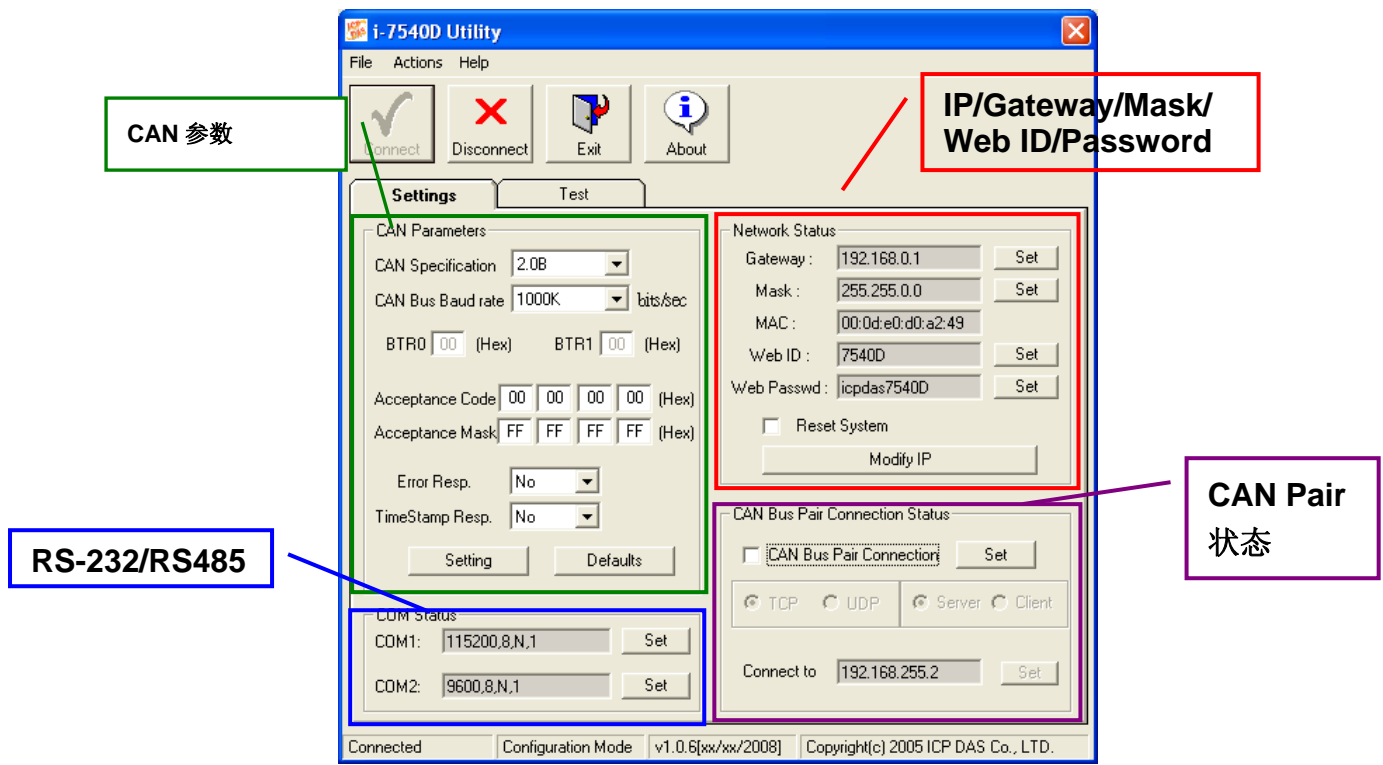 i-7540D Utility
File Actions Help
Connect Disconnect Exit About
CAN 参数
IP/Gateway/Mask/
Web ID/Password
Settings Test
CAN Parameters
CAN Specification 2.0B
CAN Bus Baud rate 1000K bits/sec
BTR0 00 (Hex) BTR1 00 (Hex)
Acceptance Code 00 00 00 00 (Hex)
Acceptance Mask FF FF FF FF (Hex)
Error Resp. No
TimeStamp Resp. No
Setting Defaults
RS-232/RS485
COM Status
COM1: 115200,8,N,1 Set
COM2: 9600,8,N,1 Set
Network Status
Gateway : 192.168.0.1 Set
Mask : 255.255.0.0 Set
MAC : 00:0d:e0:d0:a2:49
Web ID : 7540D Set
Web Passwd : icpdas7540D Set
Reset System
Modify IP
CAN Pair
状态
CAN Bus Pair Connection Status
CAN Bus Pair Connection Set
TCP UDP Server Client
Connect to 192.168.255.2 Set
Connected Configuration Mode v1.0.6[xx/xx/2008] Copyright(c) 2005 ICP DAS Co., LTD.